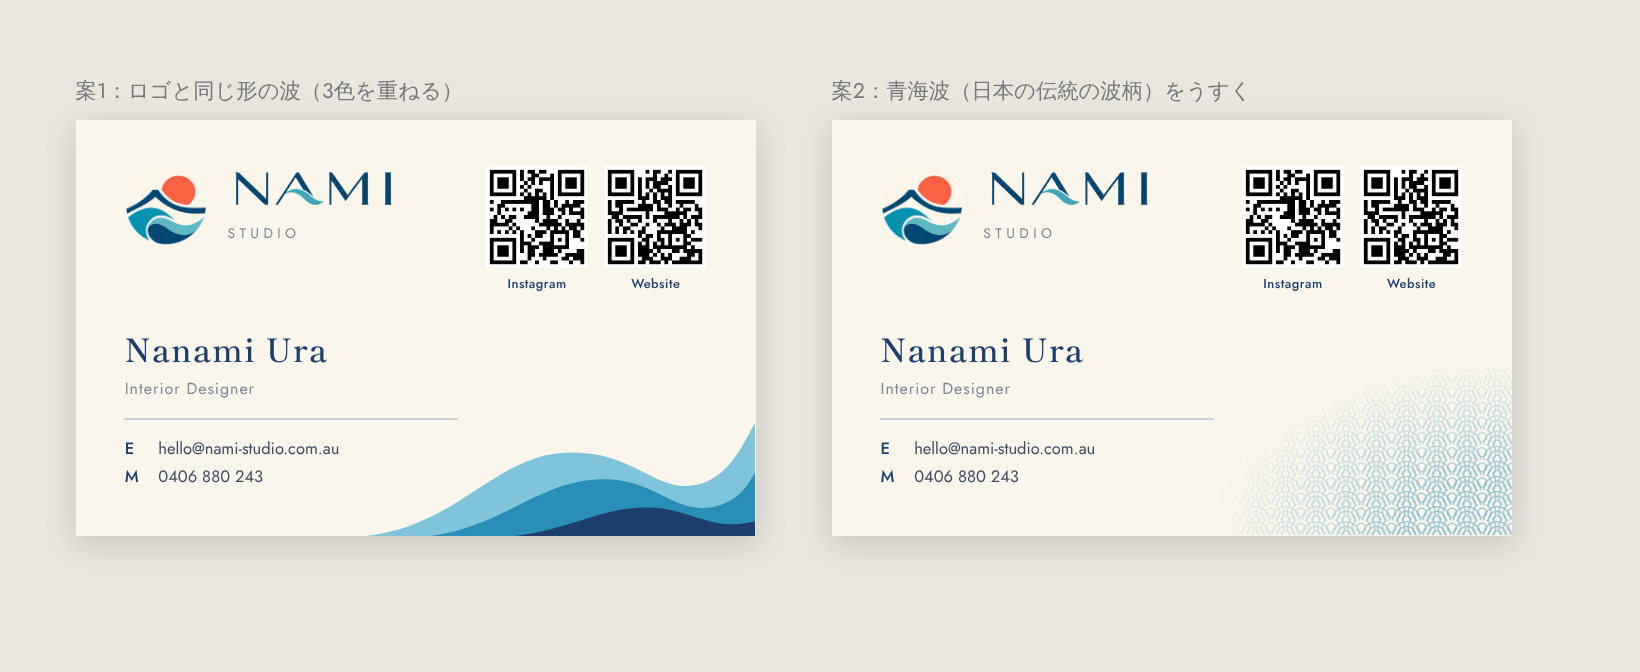 案1：ロゴと同じ形の波（3色を重ねる）
NAMI
STUDIO
Instagram
Website
Nanami Ura
Interior Designer
E hello@nami-studio.com.au
M 0406 880 243
案2：青海波（日本の伝統の波柄）をうすく
NAMI
STUDIO
Instagram
Website
Nanami Ura
Interior Designer
E hello@nami-studio.com.au
M 0406 880 243